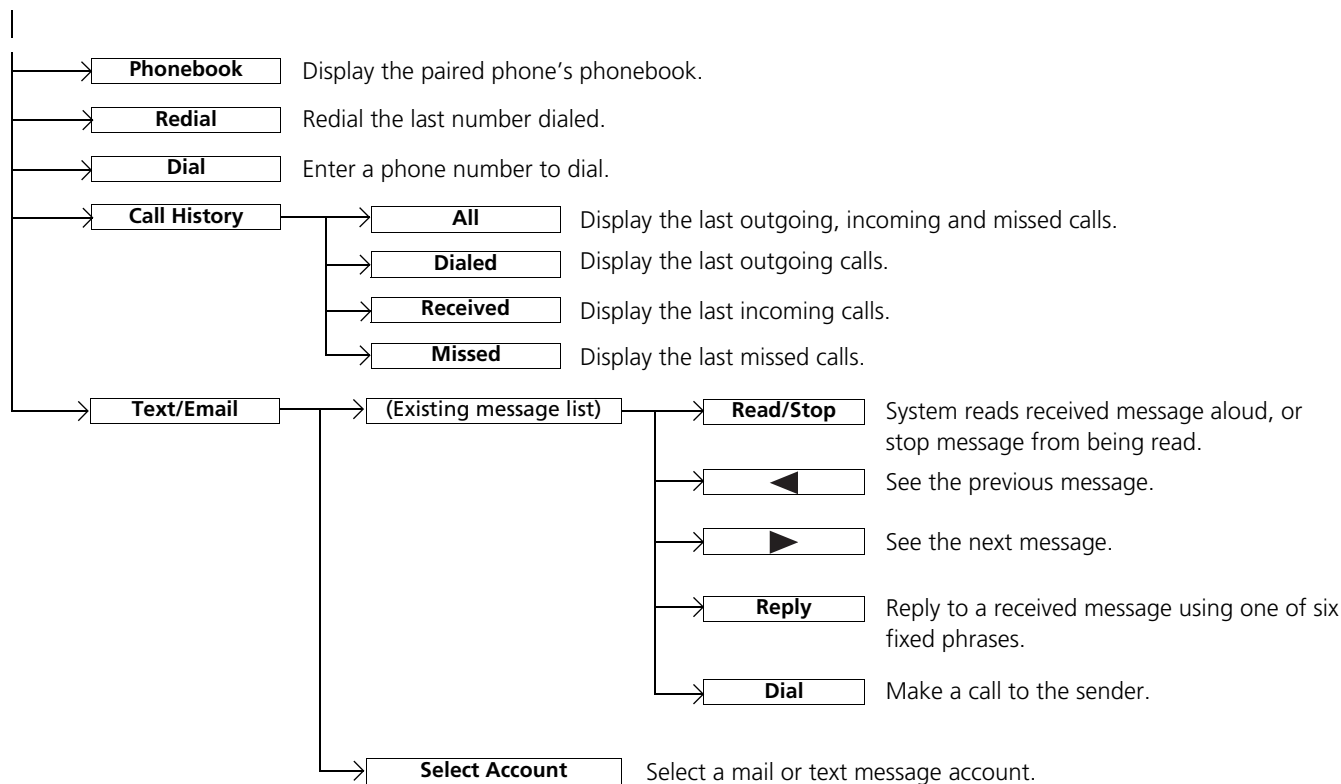 Phonebook Display the paired phone's phonebook.
Redial Redial the last number dialed.
Dial Enter a phone number to dial.
Call History All Display the last outgoing, incoming and missed calls.
Dialed Display the last outgoing calls.
Received Display the last incoming calls.
Missed Display the last missed calls.
Text/Email (Existing message list) Read/Stop System reads received message aloud, or
stop message from being read.
See the previous message.
See the next message.
Reply Reply to a received message using one of six
fixed phrases.
Dial Make a call to the sender.
Select Account Select a mail or text message account.